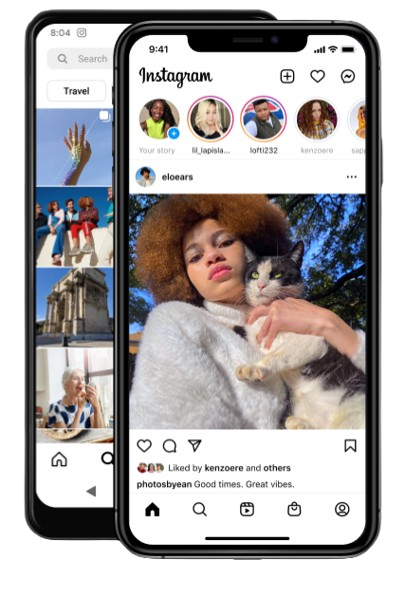 8:04
Search
Travel
9:41
Instagram
Your story
lil_lapisla...
lofti232
kenzoere
sapp
eloears
Liked by kenzoere and others
photosbyean Good times. Great vibes.